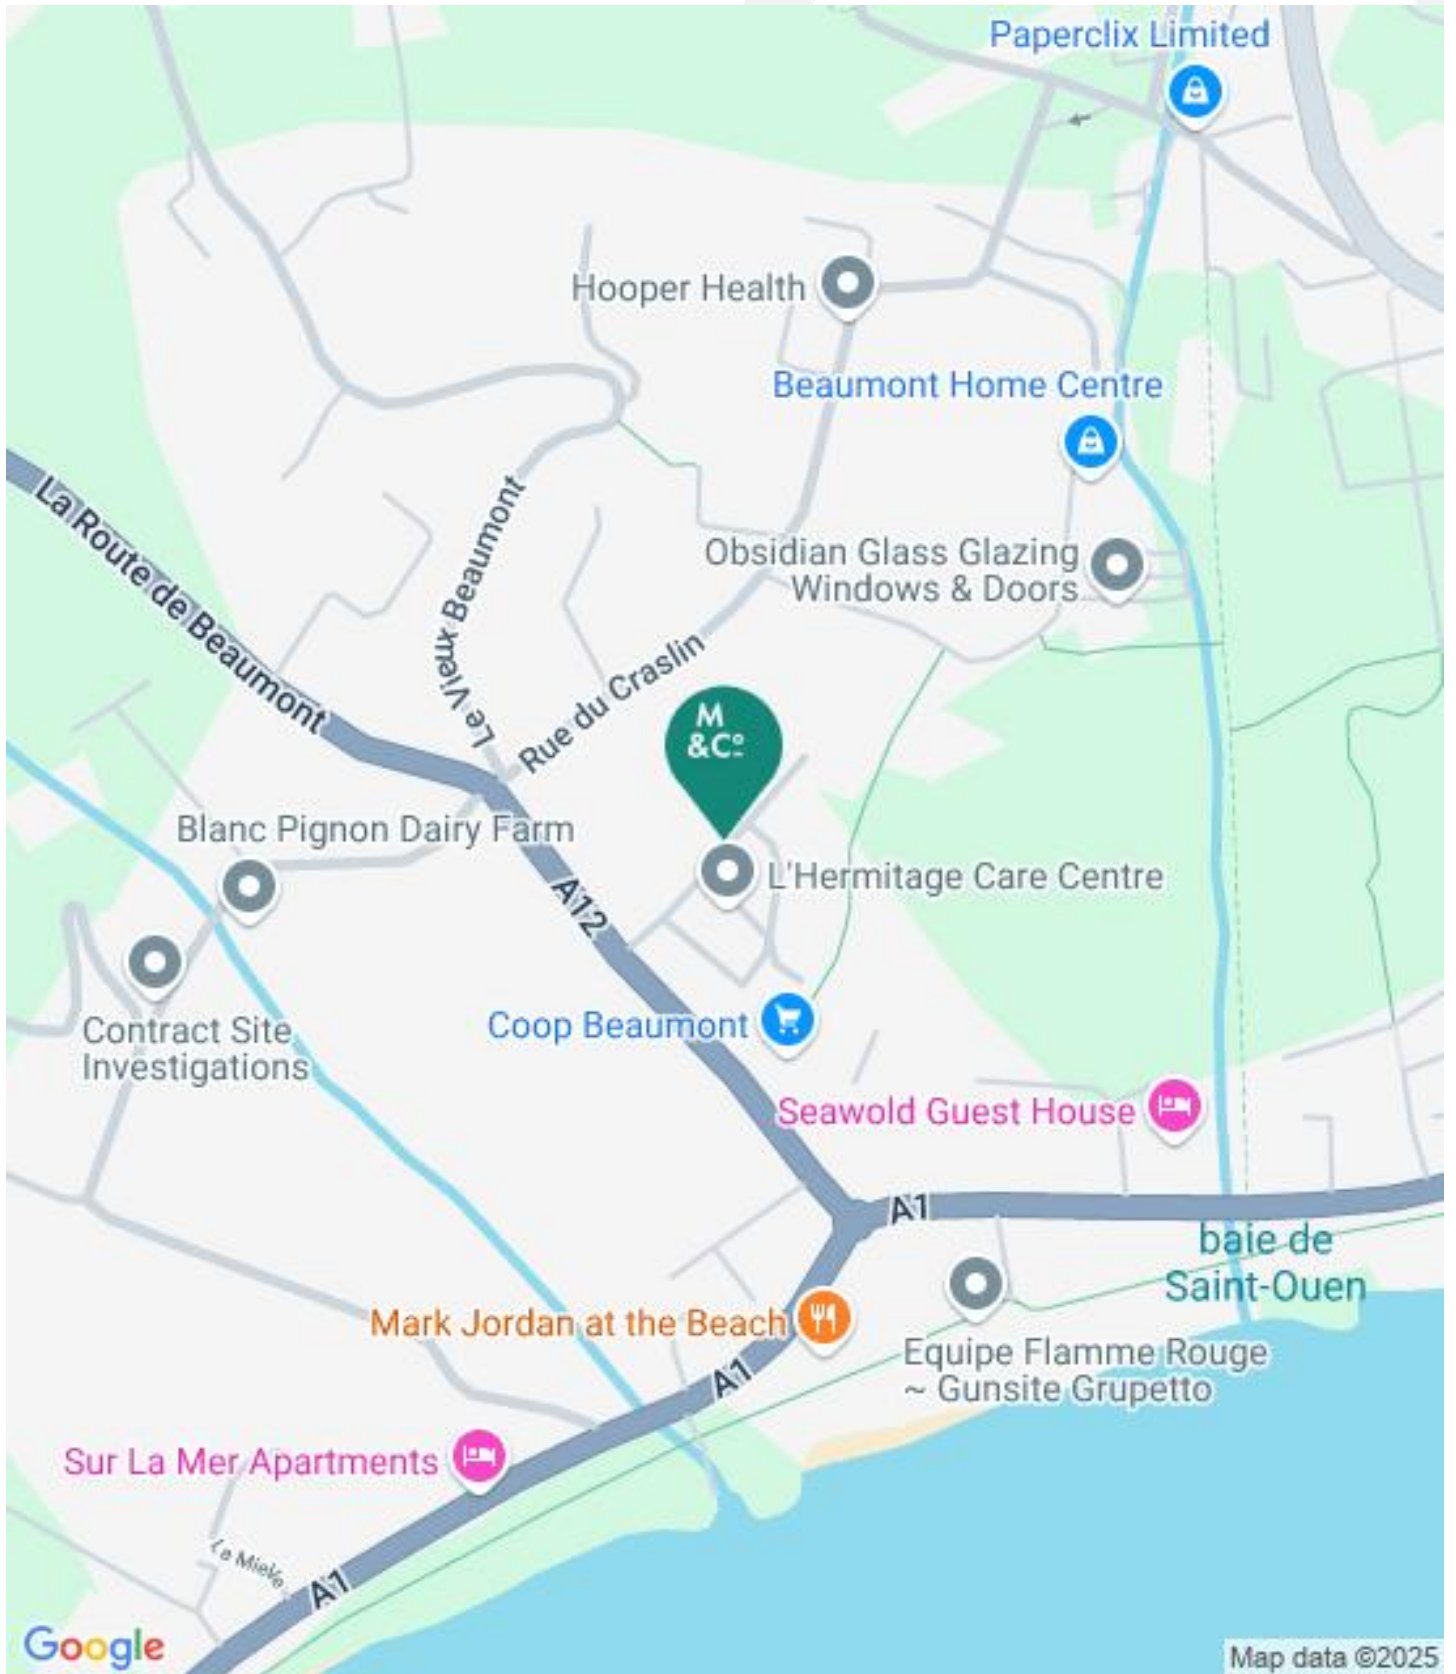 Paperclix Limited
Hooper Health
Beaumont Home Centre
La Route de Beaumont
Le Vieux Beaumont
Obsidian Glass Glazing
Windows & Doors
Rue du Craslin
M
&Cº
Blanc Pignon Dairy Farm
A12
L'Hermitage Care Centre
Contract Site
Investigations
Coop Beaumont
Seawold Guest House
A1
baie de
Saint-Ouen
Mark Jordan at the Beach
Equipe Flamme Rouge
~ Gunsite Grupetto
A1
Sur La Mer Apartments
La Mielle
A1
Google
Map data ©2025